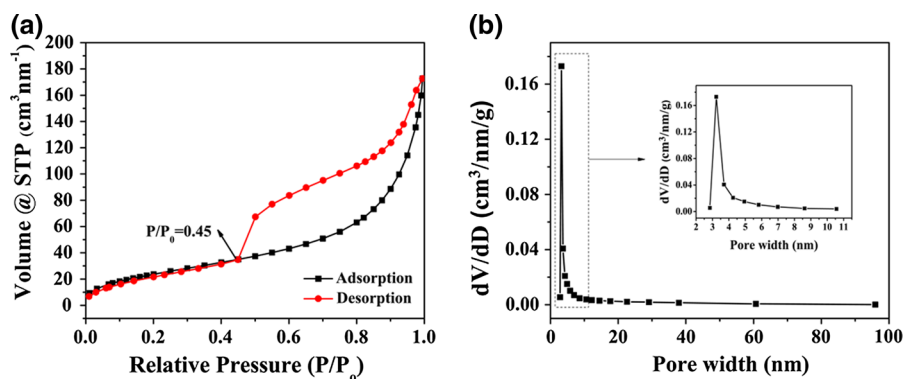 (a)
200
180
160
140
120
100
80
60
40
20
0
Volume @ STP (cm³nm⁻¹)
P/P₀=0.45
Adsorption
Desorption
0.0 0.2 0.4 0.6 0.8 1.0
Relative Pressure (P/P₀)
(b)
0.16
0.12
0.08
0.04
0.00
dV/dD (cm³/nm/g)
0.16
0.12
0.08
0.04
0.00
dV/dD (cm³/nm/g)
2 3 4 5 6 7 8 9 10 11
Pore width (nm)
0 20 40 60 80 100
Pore width (nm)